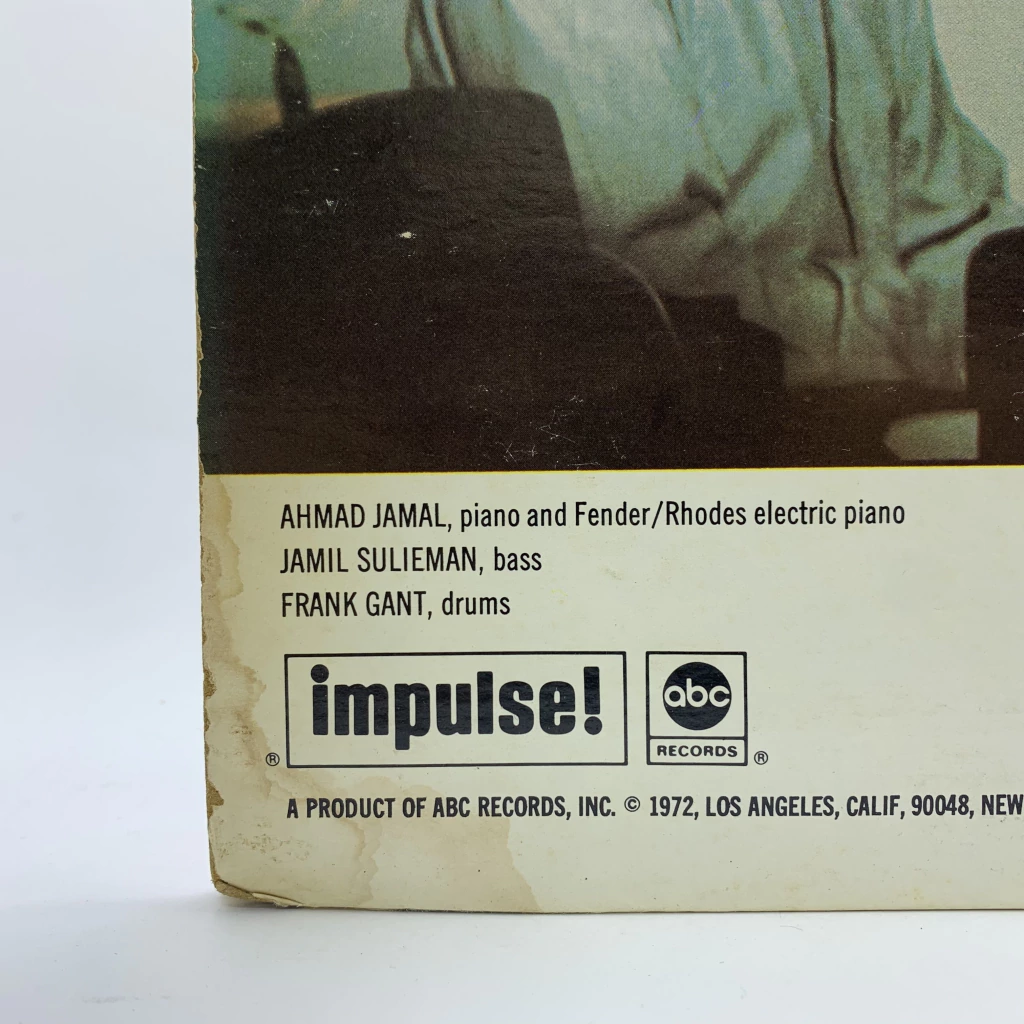 AHMAD JAMAL, piano and Fender/Rhodes electric piano
JAMIL SULIEMAN, bass
FRANK GANT, drums
impulse! ®
abc
RECORDS ®
A PRODUCT OF ABC RECORDS, INC. © 1972, LOS ANGELES, CALIF, 90048, NEW